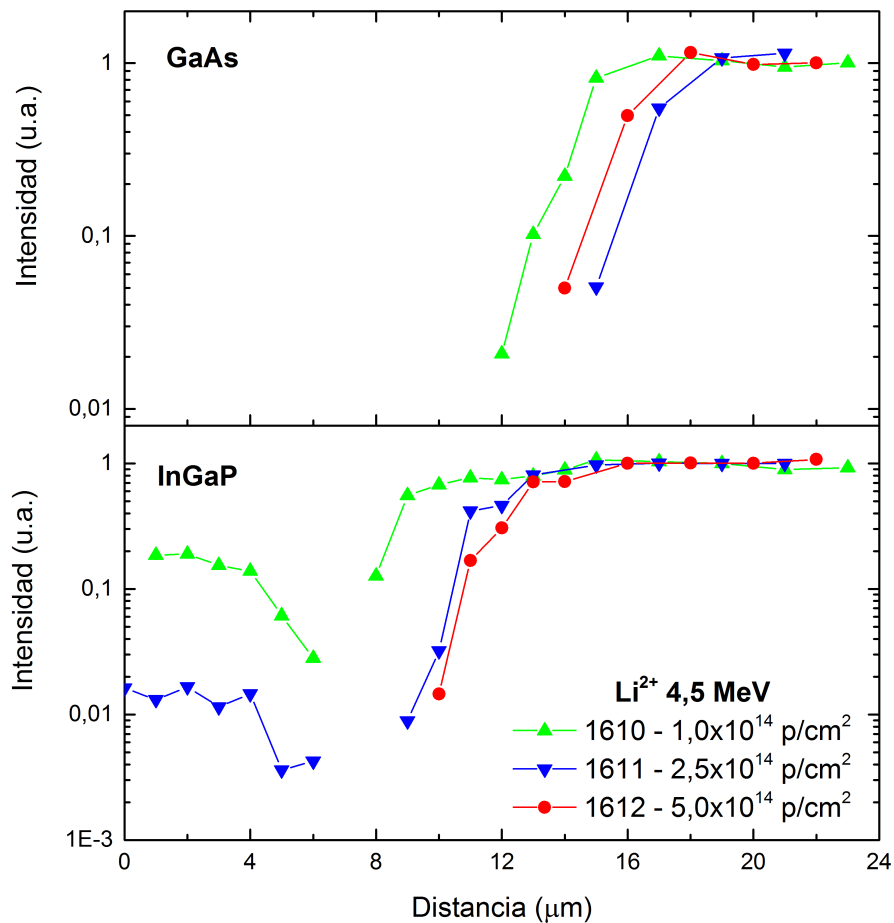 GaAs
Intensidad (u.a.)
1
0,1
0,01
InGaP
Intensidad (u.a.)
1
0,1
0,01
1E-3
Li²⁺ 4,5 MeV
1610 - 1,0x10¹⁴ p/cm²
1611 - 2,5x10¹⁴ p/cm²
1612 - 5,0x10¹⁴ p/cm²
0 4 8 12 16 20 24
Distancia (μm)